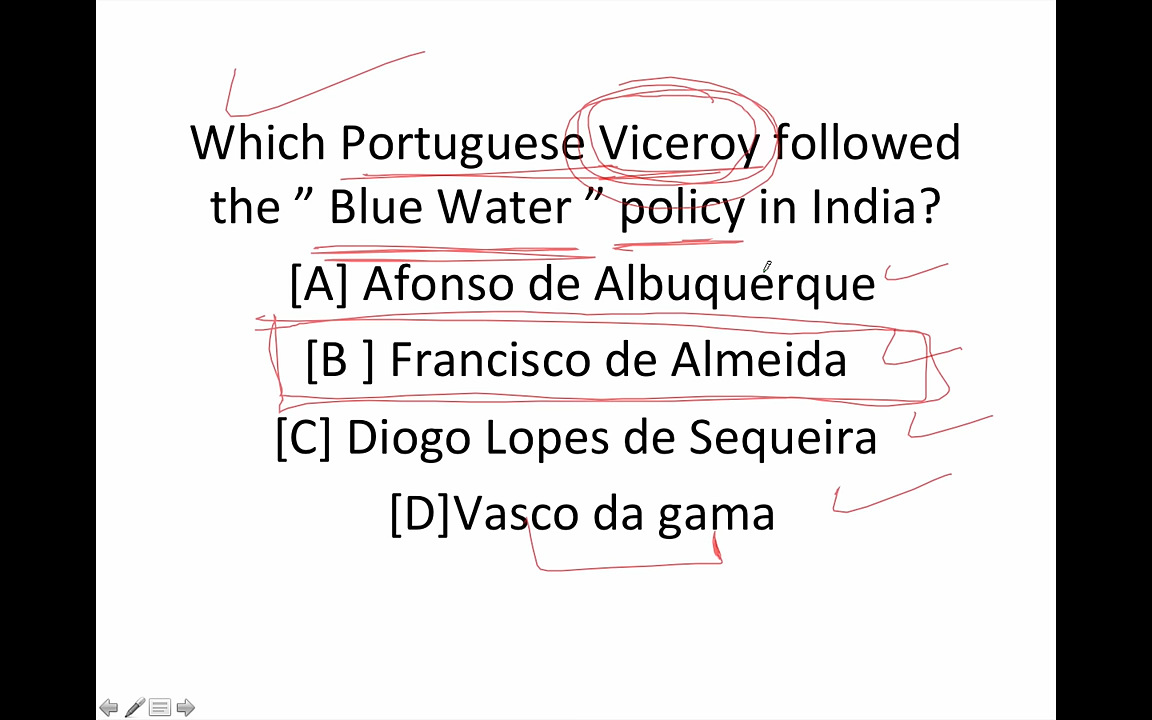 Which Portuguese Viceroy followed
the ” Blue Water ” policy in India?
[A] Afonso de Albuquerque
[B ] Francisco de Almeida
[C] Diogo Lopes de Sequeira
[D]Vasco da gama